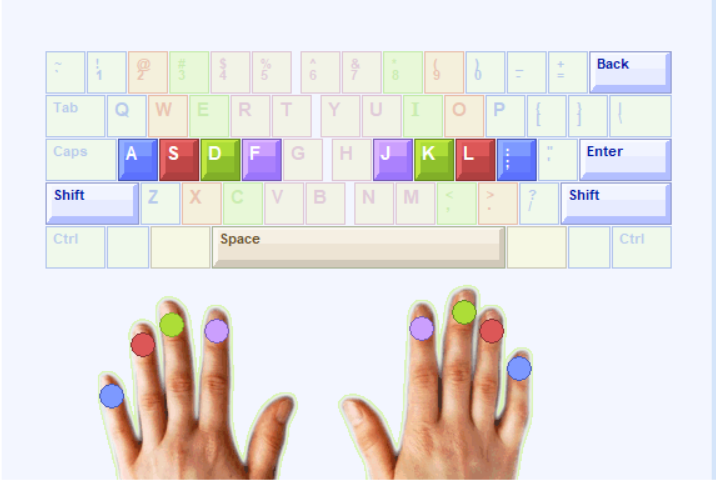 ~ ! @ # $ % ^ & * ( ) _ + Back
` 1 2 3 4 5 6 7 8 9 0 - =
Tab Q W E R T Y U I O P { } |
[ ] \
Caps A S D F G H J K L : " Enter
; '
Shift Z X C V B N M < > ? Shift
, . /
Ctrl Space Ctrl